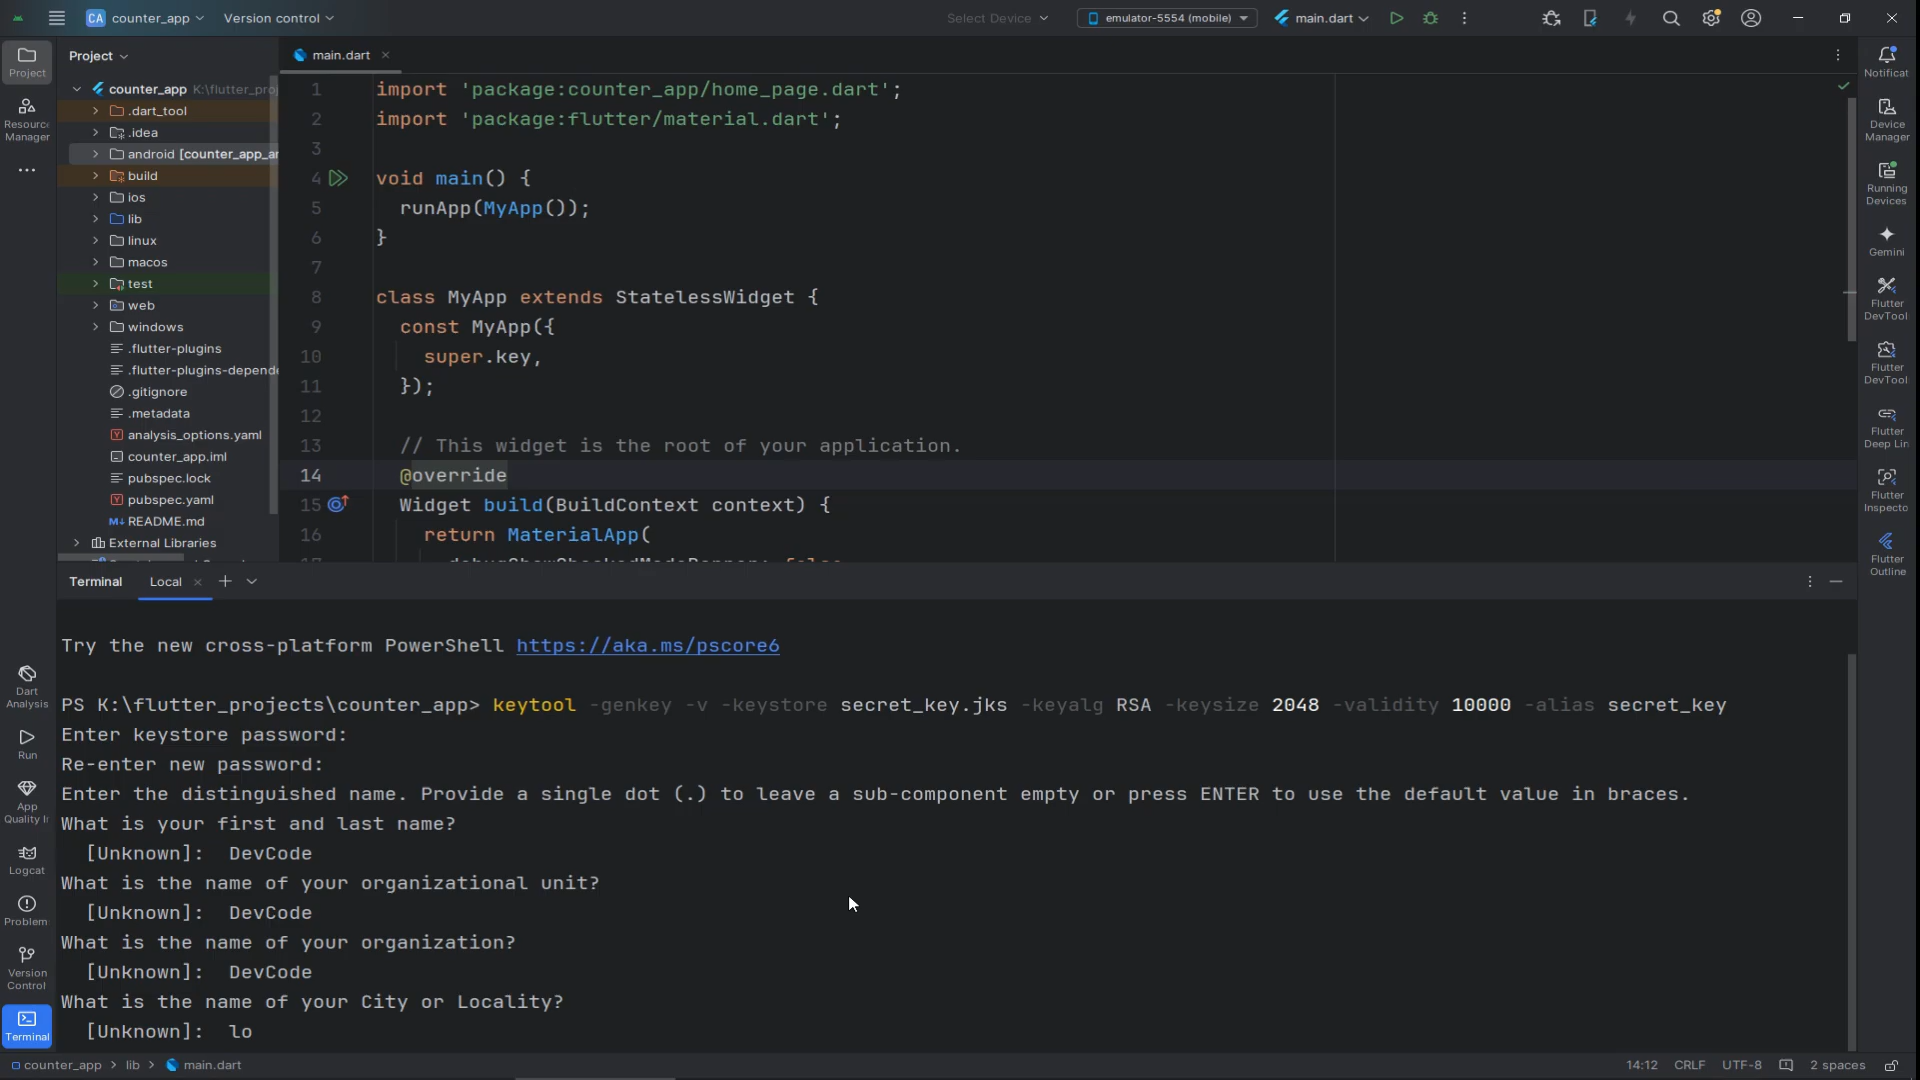 CA counter_app
Version control
Select Device
emulator-5554 (mobile)
main.dart
Project
main.dart
Project
Resourc
Manager
counter_app K:\flutter_proj
.dart_tool
.idea
android [counter_app_an
build
ios
lib
linux
macos
test
web
windows
.flutter-plugins
.flutter-plugins-depende
.gitignore
.metadata
analysis_options.yaml
counter_app.iml
pubspec.lock
pubspec.yaml
README.md
External Libraries
1 import 'package:counter_app/home_page.dart';
2 import 'package:flutter/material.dart';
3
4 void main() {
5 runApp(MyApp());
6 }
7
8 class MyApp extends StatelessWidget {
9 const MyApp({
10 super.key,
11 });
12
13 // This widget is the root of your application.
14 @override
15 Widget build(BuildContext context) {
16 return MaterialApp(
Notificat
Device
Manager
Running
Devices
Gemini
Flutter
DevTool
Flutter
DevTool
Flutter
Deep Lin
Flutter
Inspecto
Flutter
Outline
Terminal
Local
Try the new cross-platform PowerShell https://aka.ms/pscore6
PS K:\flutter_projects\counter_app> keytool -genkey -v -keystore secret_key.jks -keyalg RSA -keysize 2048 -validity 10000 -alias secret_key
Enter keystore password:
Re-enter new password:
Enter the distinguished name. Provide a single dot (.) to leave a sub-component empty or press ENTER to use the default value in braces.
What is your first and last name?
[Unknown]: DevCode
What is the name of your organizational unit?
[Unknown]: DevCode
What is the name of your organization?
[Unknown]: DevCode
What is the name of your City or Locality?
[Unknown]: lo
Dart
Analysis
Run
App
Quality I
Logcat
Problem
Version
Control
Terminal
counter_app > lib > main.dart
14:12
CRLF
UTF-8
2 spaces